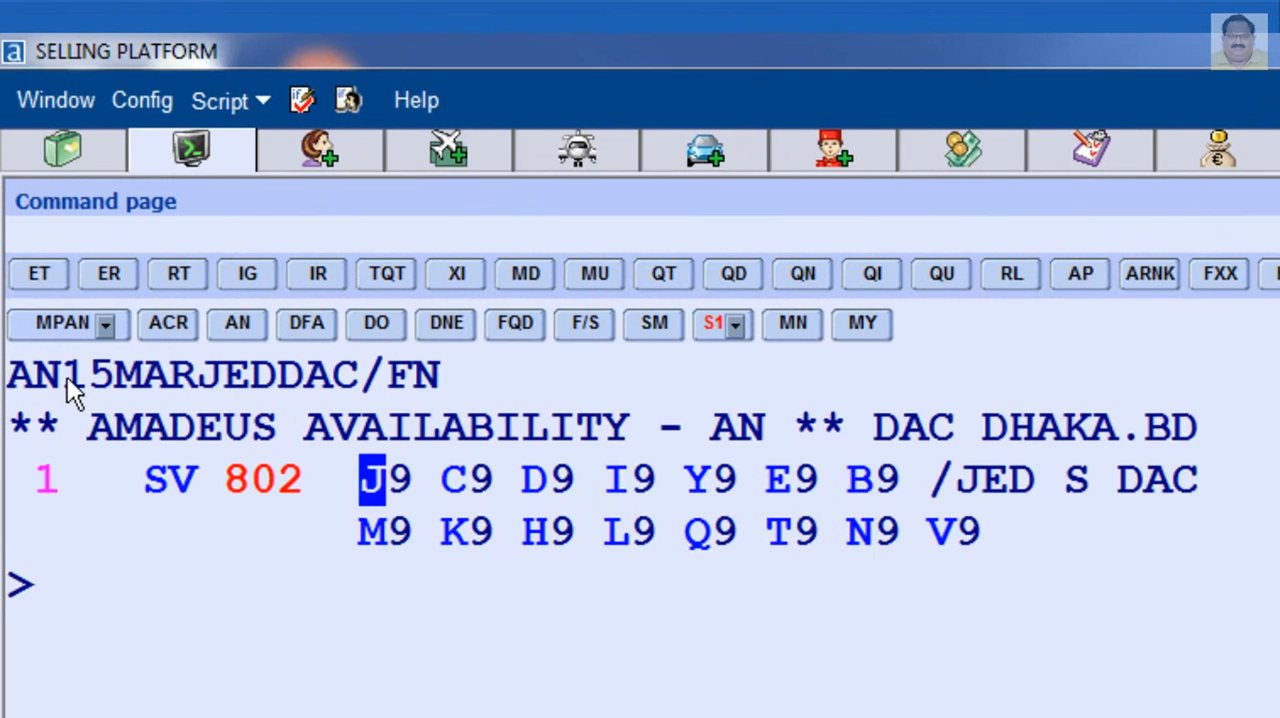 a SELLING PLATFORM
Window Config Script Help
Command page
ET ER RT IG IR TQT XI MD MU QT QD QN QI QU RL AP ARNK FXX
MPAN ACR AN DFA DO DNE FQD F/S SM S1 MN MY
AN15MARJEDDAC/FN
** AMADEUS AVAILABILITY - AN ** DAC DHAKA.BD
1 SV 802 J9 C9 D9 I9 Y9 E9 B9 /JED S DAC
M9 K9 H9 L9 Q9 T9 N9 V9
>